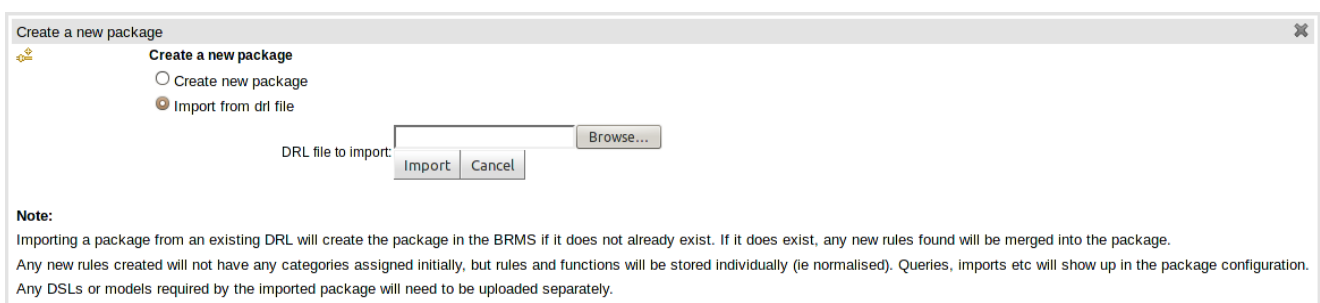 Create a new package
Create a new package
Create new package
Import from drl file
DRL file to import:
Browse...
Import Cancel
Note:
Importing a package from an existing DRL will create the package in the BRMS if it does not already exist. If it does exist, any new rules found will be merged into the package.
Any new rules created will not have any categories assigned initially, but rules and functions will be stored individually (ie normalised). Queries, imports etc will show up in the package configuration.
Any DSLs or models required by the imported package will need to be uploaded separately.